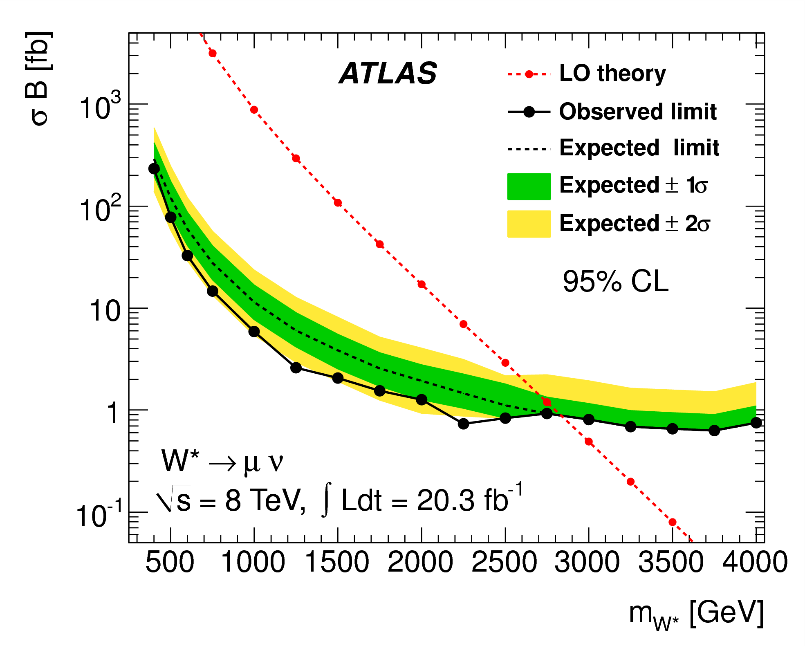 σ B [fb]
ATLAS
LO theory
Observed limit
Expected limit
Expected ± 1σ
Expected ± 2σ
95% CL
10³
10²
10
1
10⁻¹
W* → μ ν
√s = 8 TeV, ∫ Ldt = 20.3 fb⁻¹
500 1000 1500 2000 2500 3000 3500 4000
m_W* [GeV]